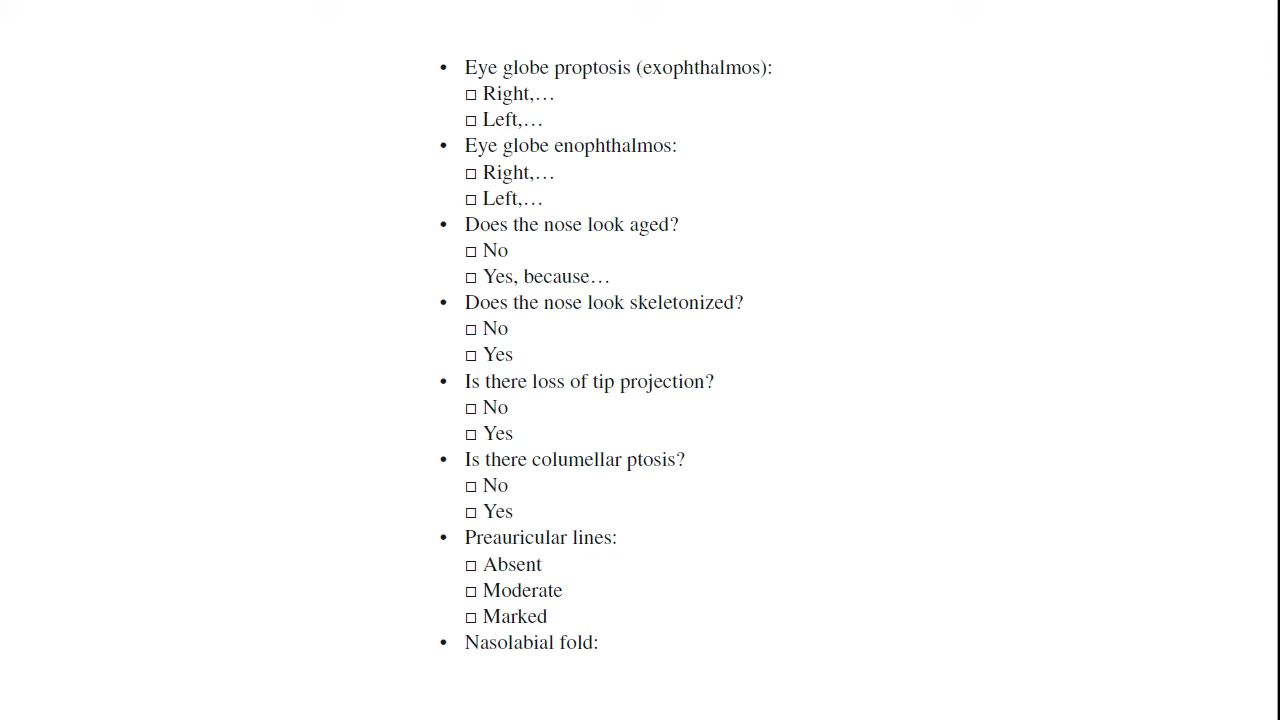 • Eye globe proptosis (exophthalmos):
□ Right,…
□ Left,…
• Eye globe enophthalmos:
□ Right,…
□ Left,…
• Does the nose look aged?
□ No
□ Yes, because…
• Does the nose look skeletonized?
□ No
□ Yes
• Is there loss of tip projection?
□ No
□ Yes
• Is there columellar ptosis?
□ No
□ Yes
• Preauricular lines:
□ Absent
□ Moderate
□ Marked
• Nasolabial fold: